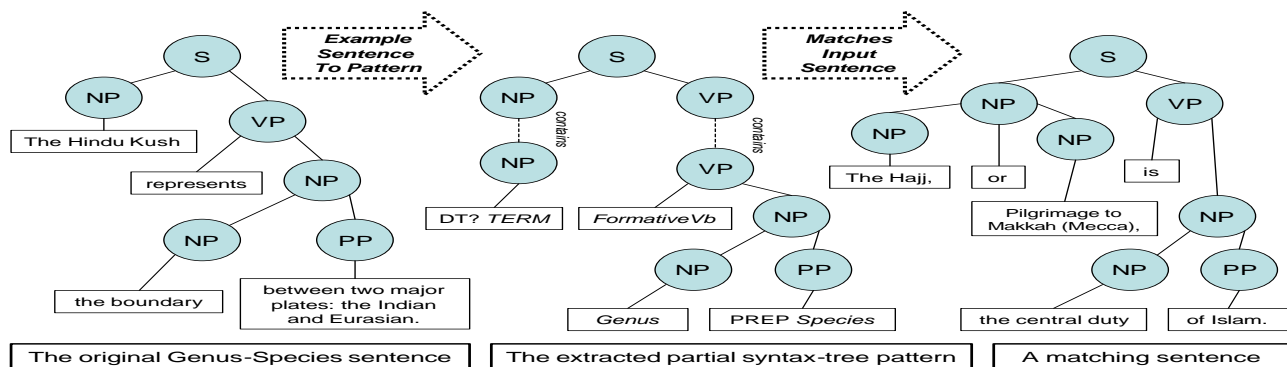 Example
Sentence
To Pattern
Matches
Input
Sentence
S
NP
VP
The Hindu Kush
represents
NP
NP
PP
the boundary
between two major
plates: the Indian
and Eurasian.
The original Genus-Species sentence
S
NP
VP
contains
contains
NP
VP
DT? TERM
FormativeVb
NP
NP
PP
Genus
PREP Species
The extracted partial syntax-tree pattern
S
NP
VP
NP
NP
The Hajj,
or
is
Pilgrimage to
Makkah (Mecca),
NP
NP
PP
the central duty
of Islam.
A matching sentence